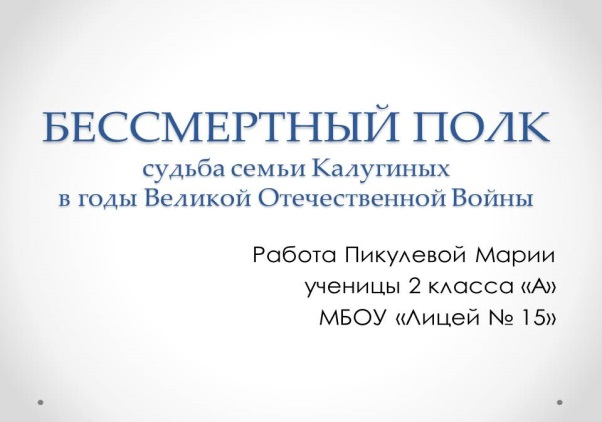 БЕССМЕРТНЫЙ ПОЛК
судьба семьи Калугиных
в годы Великой Отечественной Войны
Работа Пикулевой Марии
ученицы 2 класса «А»
МБОУ «Лицей № 15»